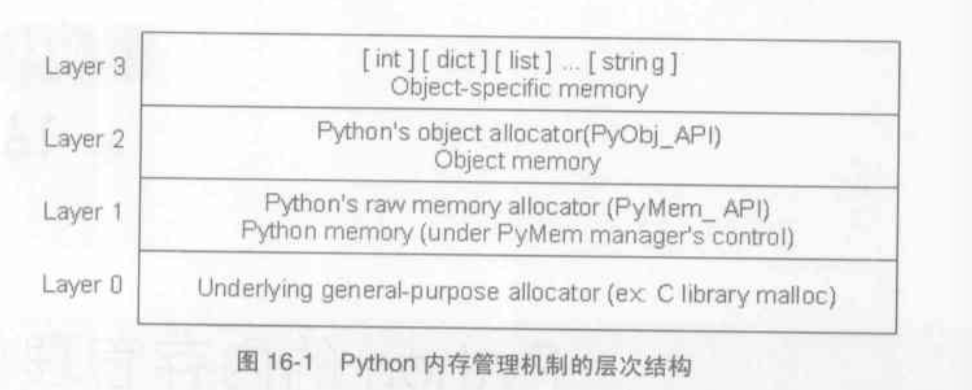 Layer 3
[ int ] [ dict ] [ list ] ... [ string ]
Object-specific memory
Layer 2
Python's object allocator(PyObj_API)
Object memory
Layer 1
Python's raw memory allocator (PyMem_ API)
Python memory (under PyMem manager's control)
Layer 0
Underlying general-purpose allocator (ex: C library malloc)
图 16-1 Python 内存管理机制的层次结构